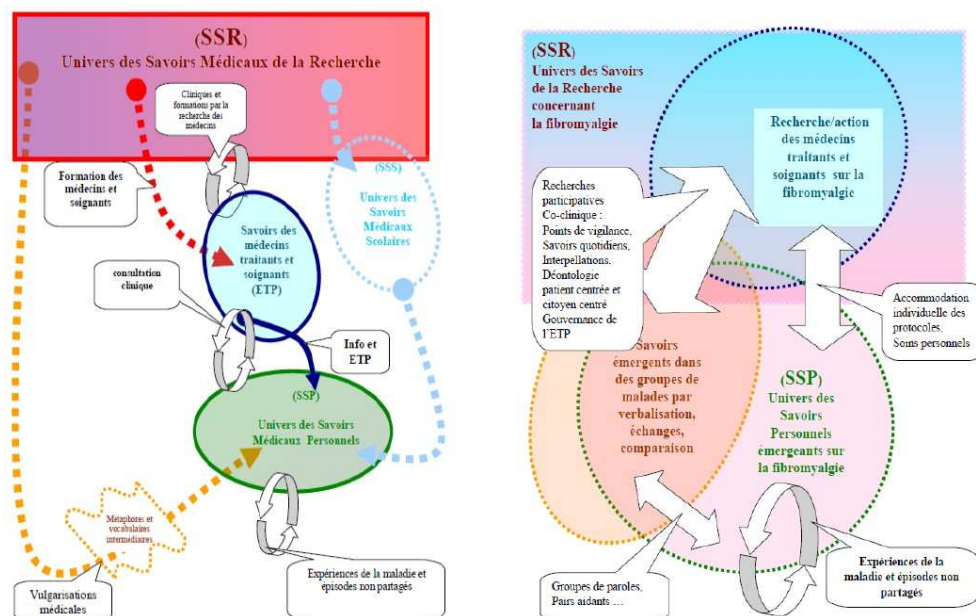 (SSR)
Univers des Savoirs Médicaux de la Recherche
Cliniques et
formations par la
recherche des
médecins
Formation des
médecins et
soignants
(SSS)
Univers des
Savoirs
Médicaux
Scolaires
Savoirs des
médecins
traitants et
soignants
(ETP)
consultation
clinique
Info et
ETP
(SSP)
Univers des Savoirs
Médicaux Personnels
Métaphores et
vocabulaires
intermédiaires
...
Vulgarisations
médicales
Expériences de la maladie et
épisodes non partagés
(SSR)
Univers des Savoirs
de la Recherche
concernant
la fibromyalgie
Recherche/action
des médecins
traitants et
soignants sur la
fibromyalgie
Recherches
participatives
Co-clinique :
Points de vigilance,
Savoirs quotidiens,
Interpellations.
Déontologie
patient centrée et
citoyen centré
Gouvernance de
l'ETP
Accommodation
individuelle des
protocoles,
Soins personnels
Savoirs
émergents dans
des groupes de
malades par
verbalisation,
échanges,
comparaison
(SSP)
Univers des
Savoirs
Personnels
émergeants sur
la fibromyalgie
Groupes de paroles,
Pairs aidants …
Expériences de la
maladie et épisodes non
partagés